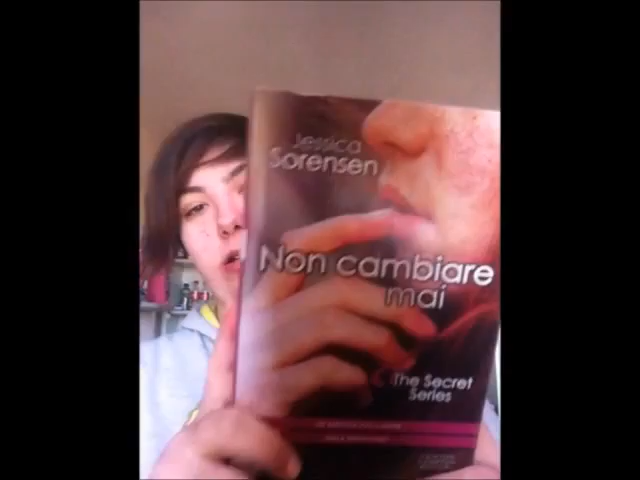 Jessica
Sorensen
Non cambiare
mai
The Secret
Series